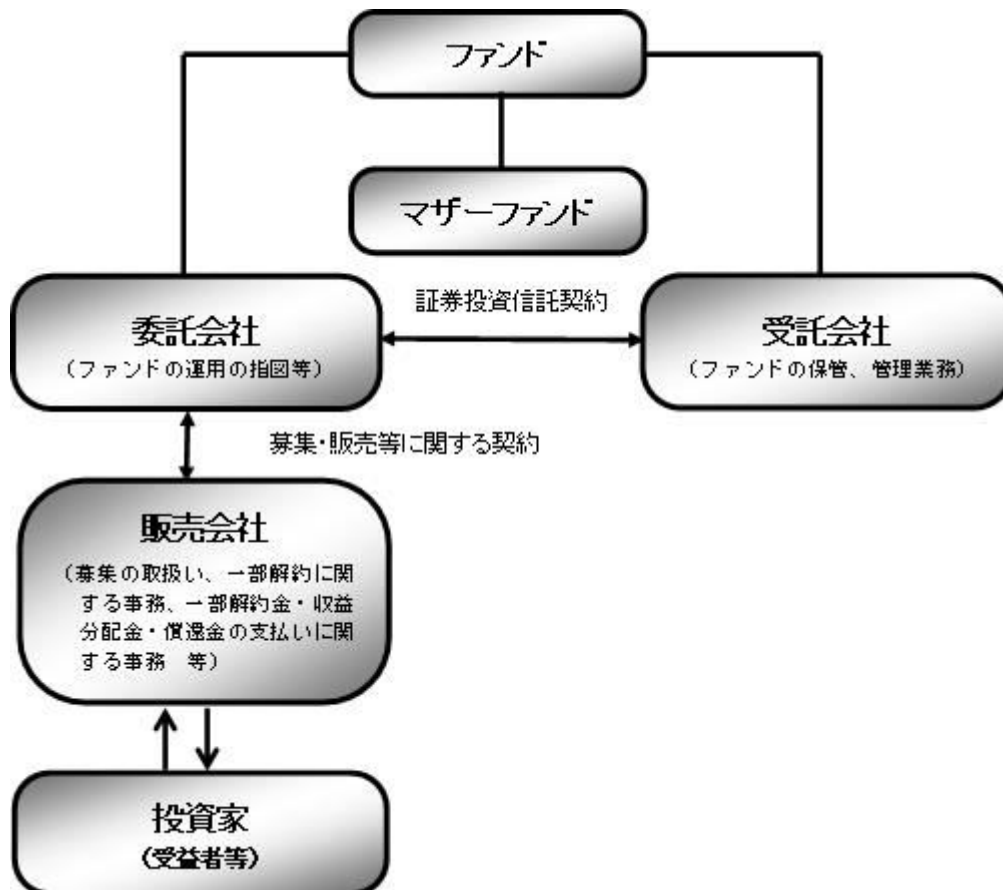 ファンド
マザーファンド
証券投資信託契約
委託会社
(ファンドの運用の指図等)
受託会社
(ファンドの保管、管理業務)
募集・販売等に関する契約
販売会社
(募集の取扱い、一部解約に関
する事務、一部解約金・収益
分配金・償還金の支払いに関
する事務　等)
投資家
(受益者等)